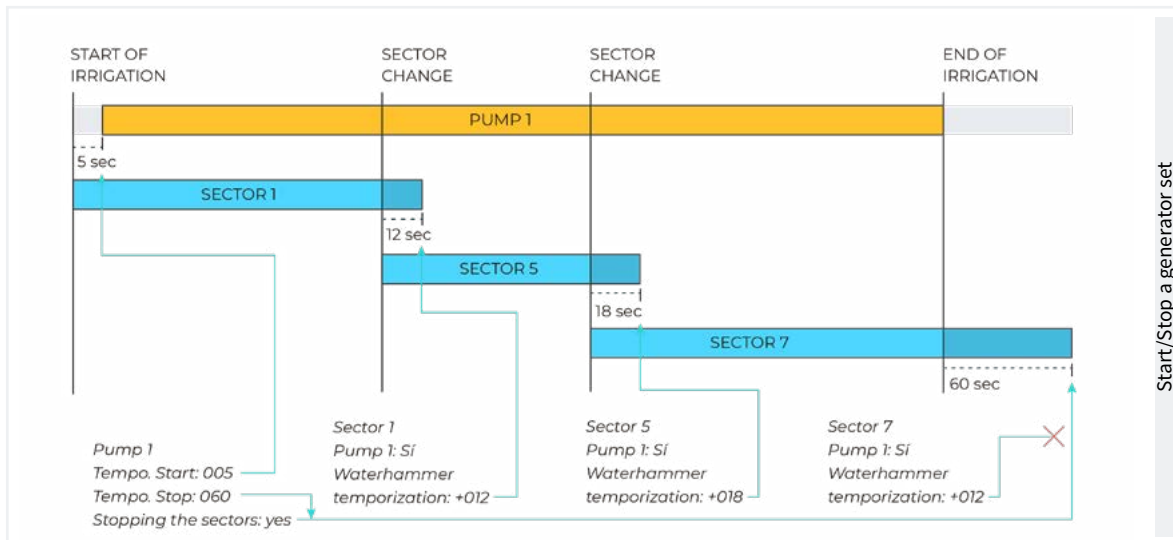 START OF
IRRIGATION
SECTOR
CHANGE
SECTOR
CHANGE
END OF
IRRIGATION
PUMP 1
5 sec
SECTOR 1
12 sec
SECTOR 5
18 sec
SECTOR 7
60 sec
Pump 1
Tempo. Start: 005
Tempo. Stop: 060
Stopping the sectors: yes
Sector 1
Pump 1: Sí
Waterhammer
temporization: +012
Sector 5
Pump 1: Sí
Waterhammer
temporization: +018
Sector 7
Pump 1: Sí
Waterhammer
temporization: +012
Start/Stop a generator set